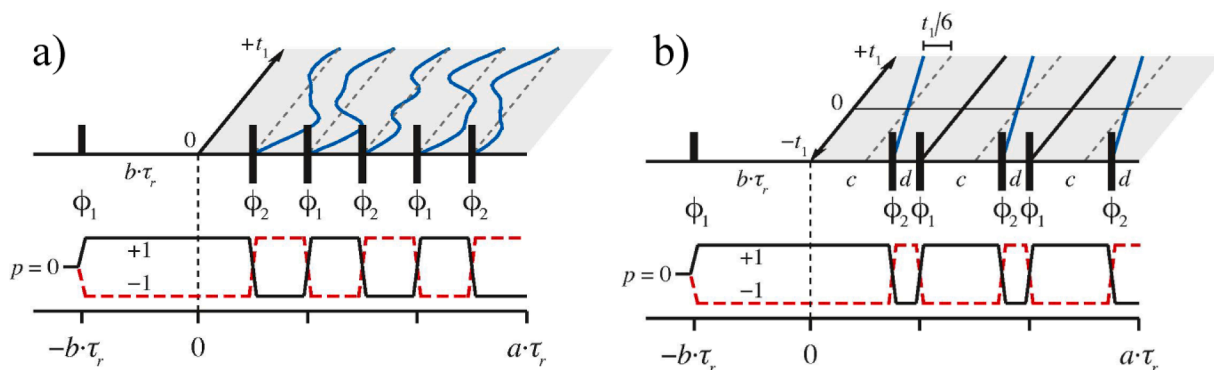 a)
+t₁
0
b·τᵣ
ϕ₁
ϕ₂ ϕ₁ ϕ₂ ϕ₁ ϕ₂
p = 0
+1
−1
−b·τᵣ 0 a·τᵣ
b)
t₁/6
+t₁
0
−t₁
b·τᵣ
c d c d c d
ϕ₁
ϕ₂ ϕ₁ ϕ₂ ϕ₁ ϕ₂
p = 0
+1
−1
−b·τᵣ 0 a·τᵣ